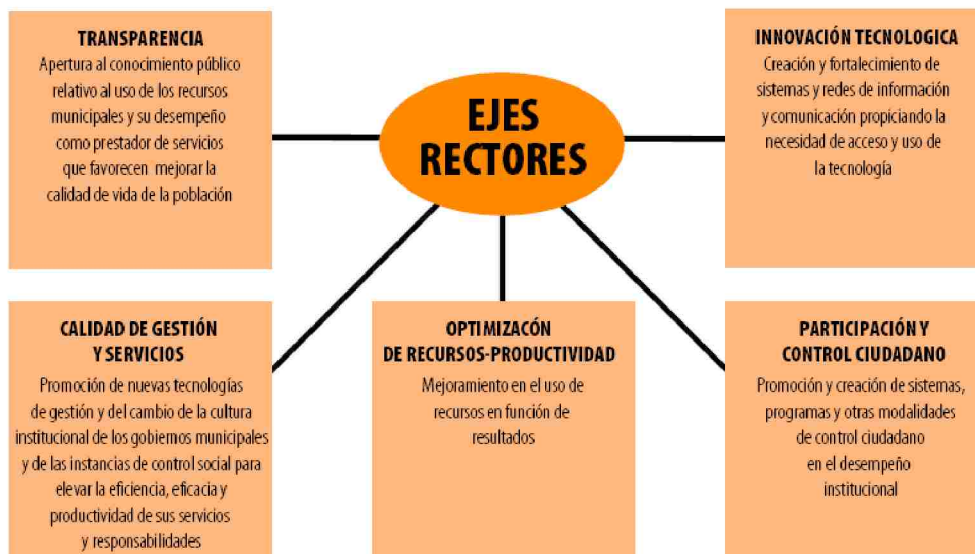 TRANSPARENCIA
Apertura al conocimiento público
relativo al uso de los recursos
municipales y su desempeño
como prestador de servicios
que favorecen mejorar la
calidad de vida de la población
EJES
RECTORES
INNOVACIÓN TECNOLOGICA
Creación y fortalecimiento de
sistemas y redes de información
y comunicación propiciando la
necesidad de acceso y uso de
la tecnología
CALIDAD DE GESTIÓN
Y SERVICIOS
Promoción de nuevas tecnologías
de gestión y del cambio de la cultura
institucional de los gobiernos municipales
y de las instancias de control social para
elevar la eficiencia, eficacia y
productividad de sus servicios
y responsabilidades
OPTIMIZACÓN
DE RECURSOS-PRODUCTIVIDAD
Mejoramiento en el uso de
recursos en función de
resultados
PARTICIPACIÓN Y
CONTROL CIUDADANO
Promoción y creación de sistemas,
programas y otras modalidades
de control ciudadano
en el desempeño
institucional